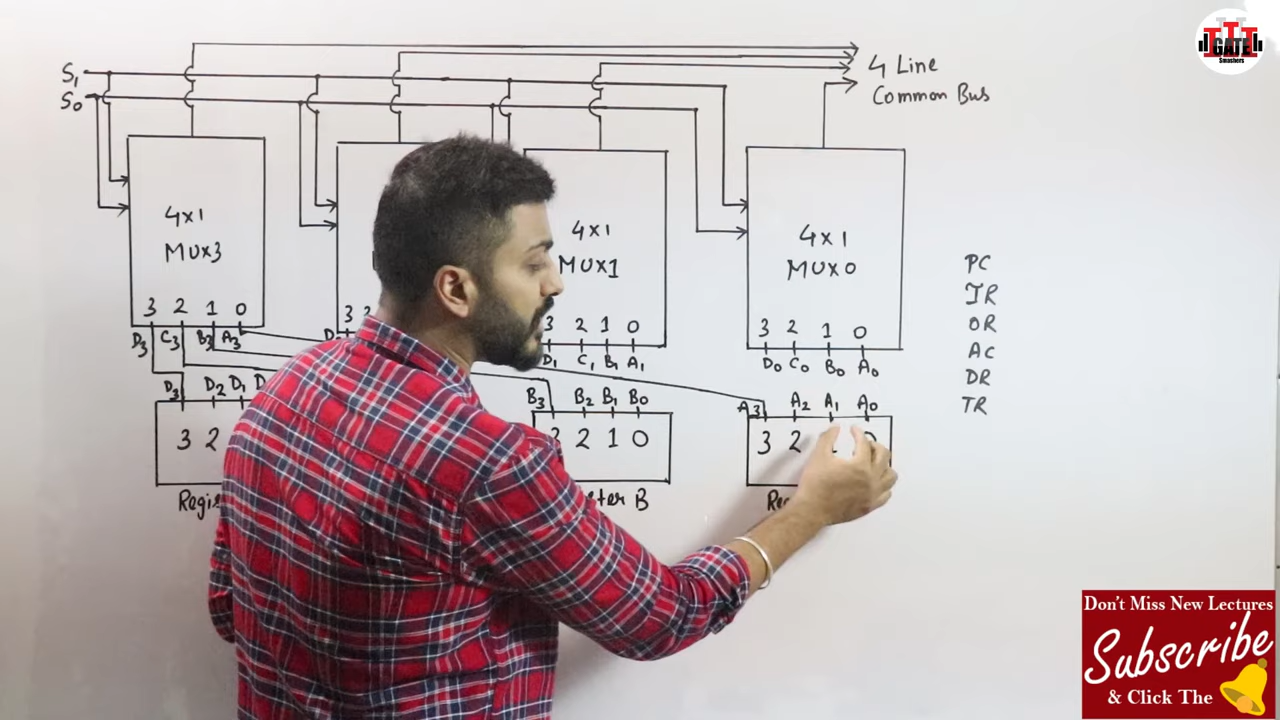 GATE
Smashers
S1
S0
4 Line
Common Bus
4x1
MUX3
4x1
MUX1
4x1
MUX0
PC
IR
OR
AC
DR
TR
3 2 1 0
3
3 2 1 0
3 2 1 0
D3 C3 B3 A3
D
D1 C1 B1 A1
D0 C0 B0 A0
D3 D2 D1
B3 B2 B1 B0
A3 A2 A1 A0
3 2
2 1 0
3 2
B
Don't Miss New Lectures
Subscribe
& Click The